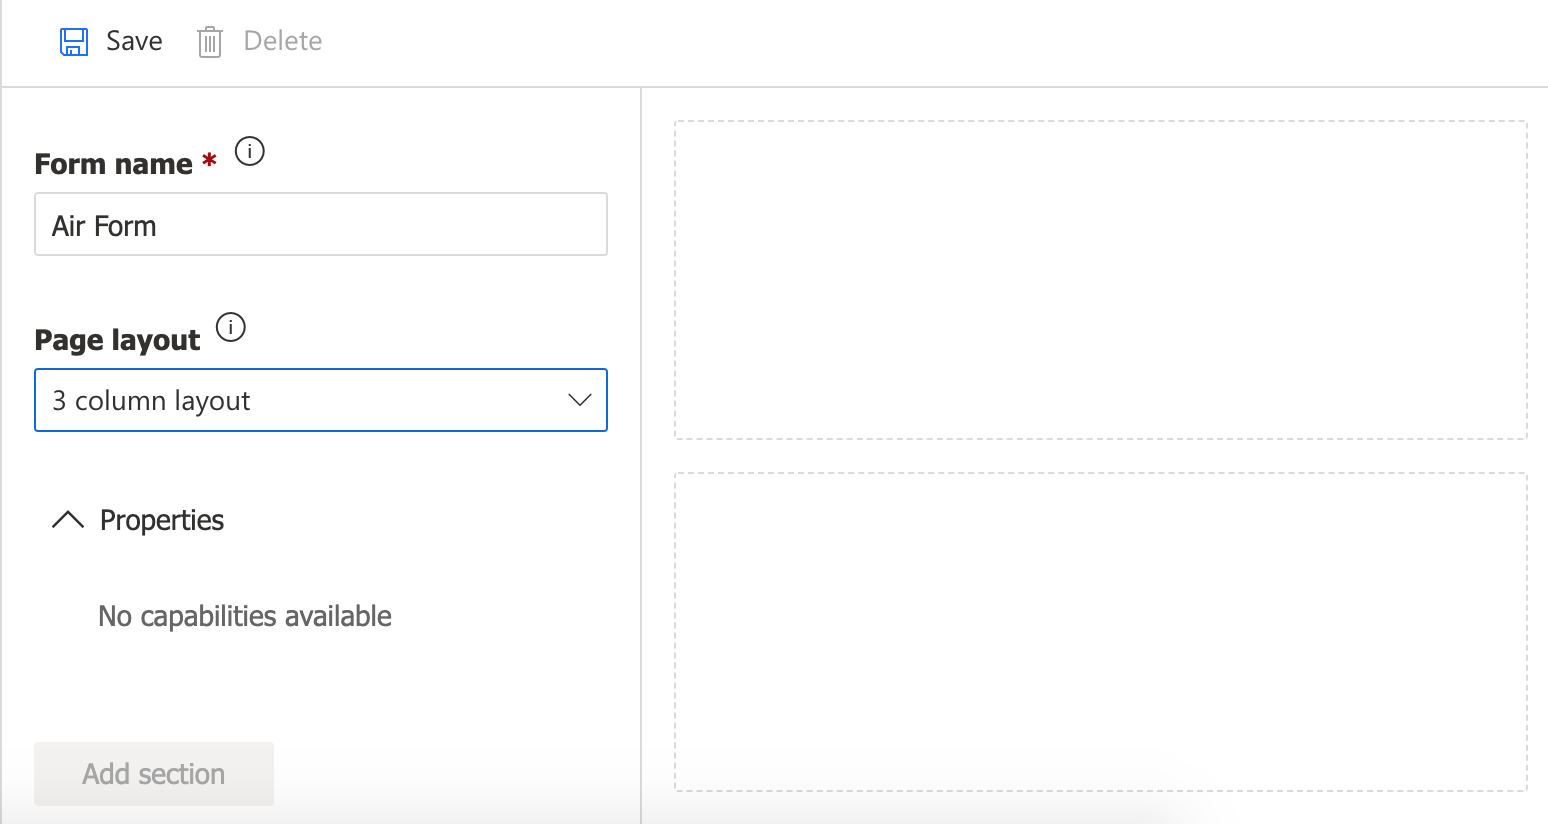 Save Delete
Form name * i
Air Form
Page layout i
3 column layout
Properties
No capabilities available
Add section